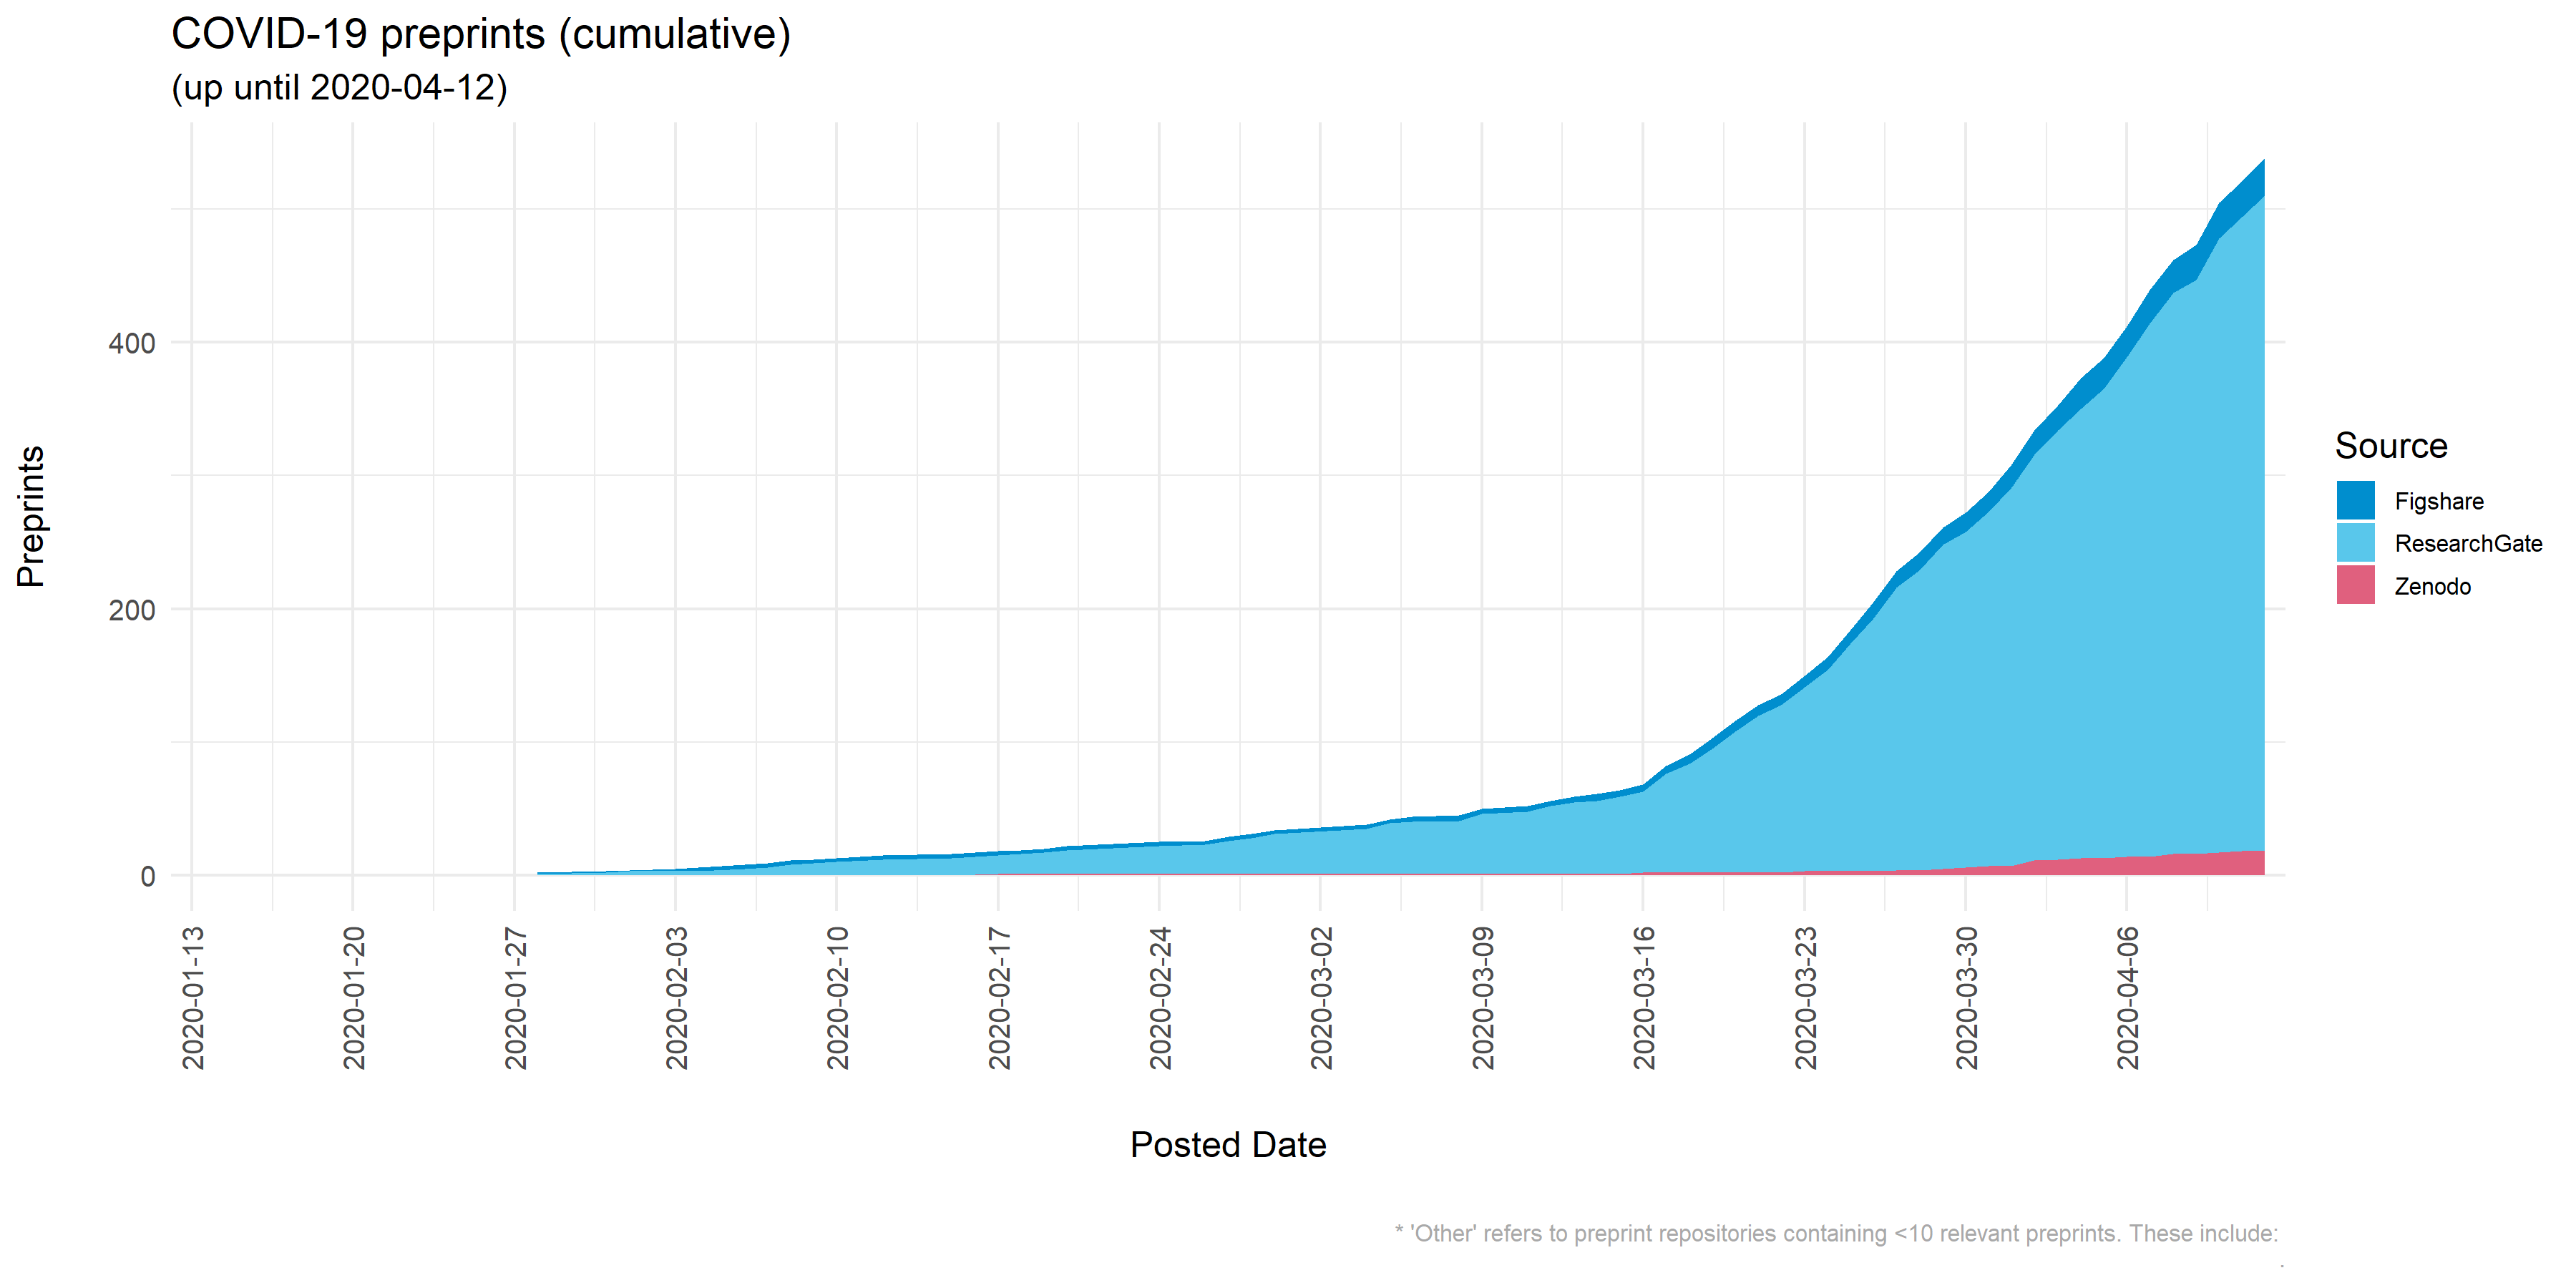 COVID-19 preprints (cumulative)
(up until 2020-04-12)
Preprints
400
200
0
2020-01-13
2020-01-20
2020-01-27
2020-02-03
2020-02-10
2020-02-17
2020-02-24
2020-03-02
2020-03-09
2020-03-16
2020-03-23
2020-03-30
2020-04-06
Posted Date
Source
Figshare
ResearchGate
Zenodo
* 'Other' refers to preprint repositories containing <10 relevant preprints. These include:
.